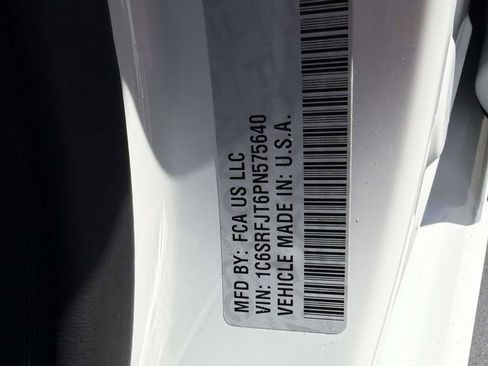 MFD BY: FCA US LLC
VIN: 1C6SRFJT6PN575640
VEHICLE MADE IN: U.S.A.